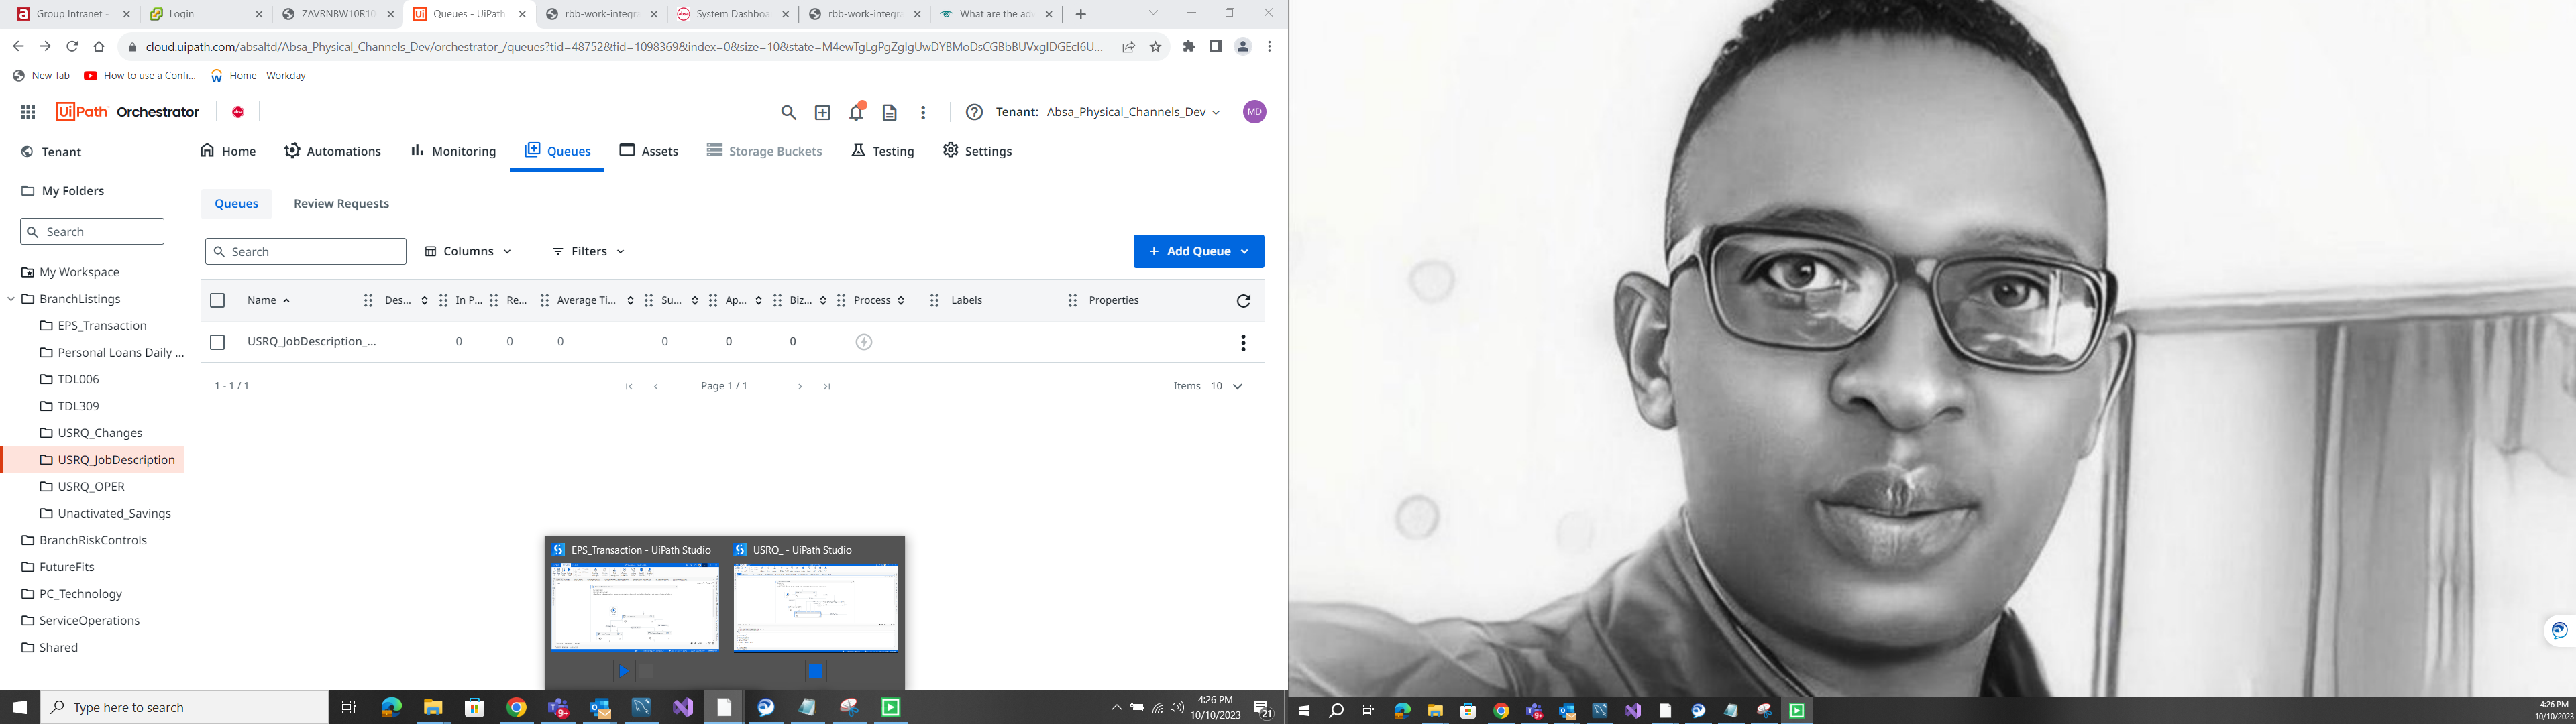 Group Intranet -
Login
ZAVRNBW10R10
Queues - UiPath
rbb-work-integra
System Dashboa
rbb-work-integra
What are the adv
cloud.uipath.com/absaltd/Absa_Physical_Channels_Dev/orchestrator_/queues?tid=48752&fid=1098369&index=0&size=10&state=M4ewTgLgPgZglgUwDYBMoDsCGBbBUVxgIDGEcI6U...
New Tab
How to use a Confi...
Home - Workday
UiPath Orchestrator
absa
Tenant: Absa_Physical_Channels_Dev
MD
Tenant
Home
Automations
Monitoring
Queues
Assets
Storage Buckets
Testing
Settings
My Folders
Queues
Review Requests
Search
Search
Columns
Filters
+ Add Queue
My Workspace
BranchListings
EPS_Transaction
Personal Loans Daily ...
TDL006
TDL309
USRQ_Changes
USRQ_JobDescription
USRQ_OPER
Unactivated_Savings
BranchRiskControls
FutureFits
PC_Technology
ServiceOperations
Shared
Name
Des...
In P...
Re...
Average Ti...
Su...
Ap...
Biz...
Process
Labels
Properties
USRQ_JobDescription_...
0
0
0
0
0
0
1 - 1 / 1
Page 1 / 1
Items 10
EPS_Transaction - UiPath Studio
USRQ_ - UiPath Studio
Type here to search
9+
4:26 PM
10/10/2023
21
9+
4:26 PM
10/10/2023